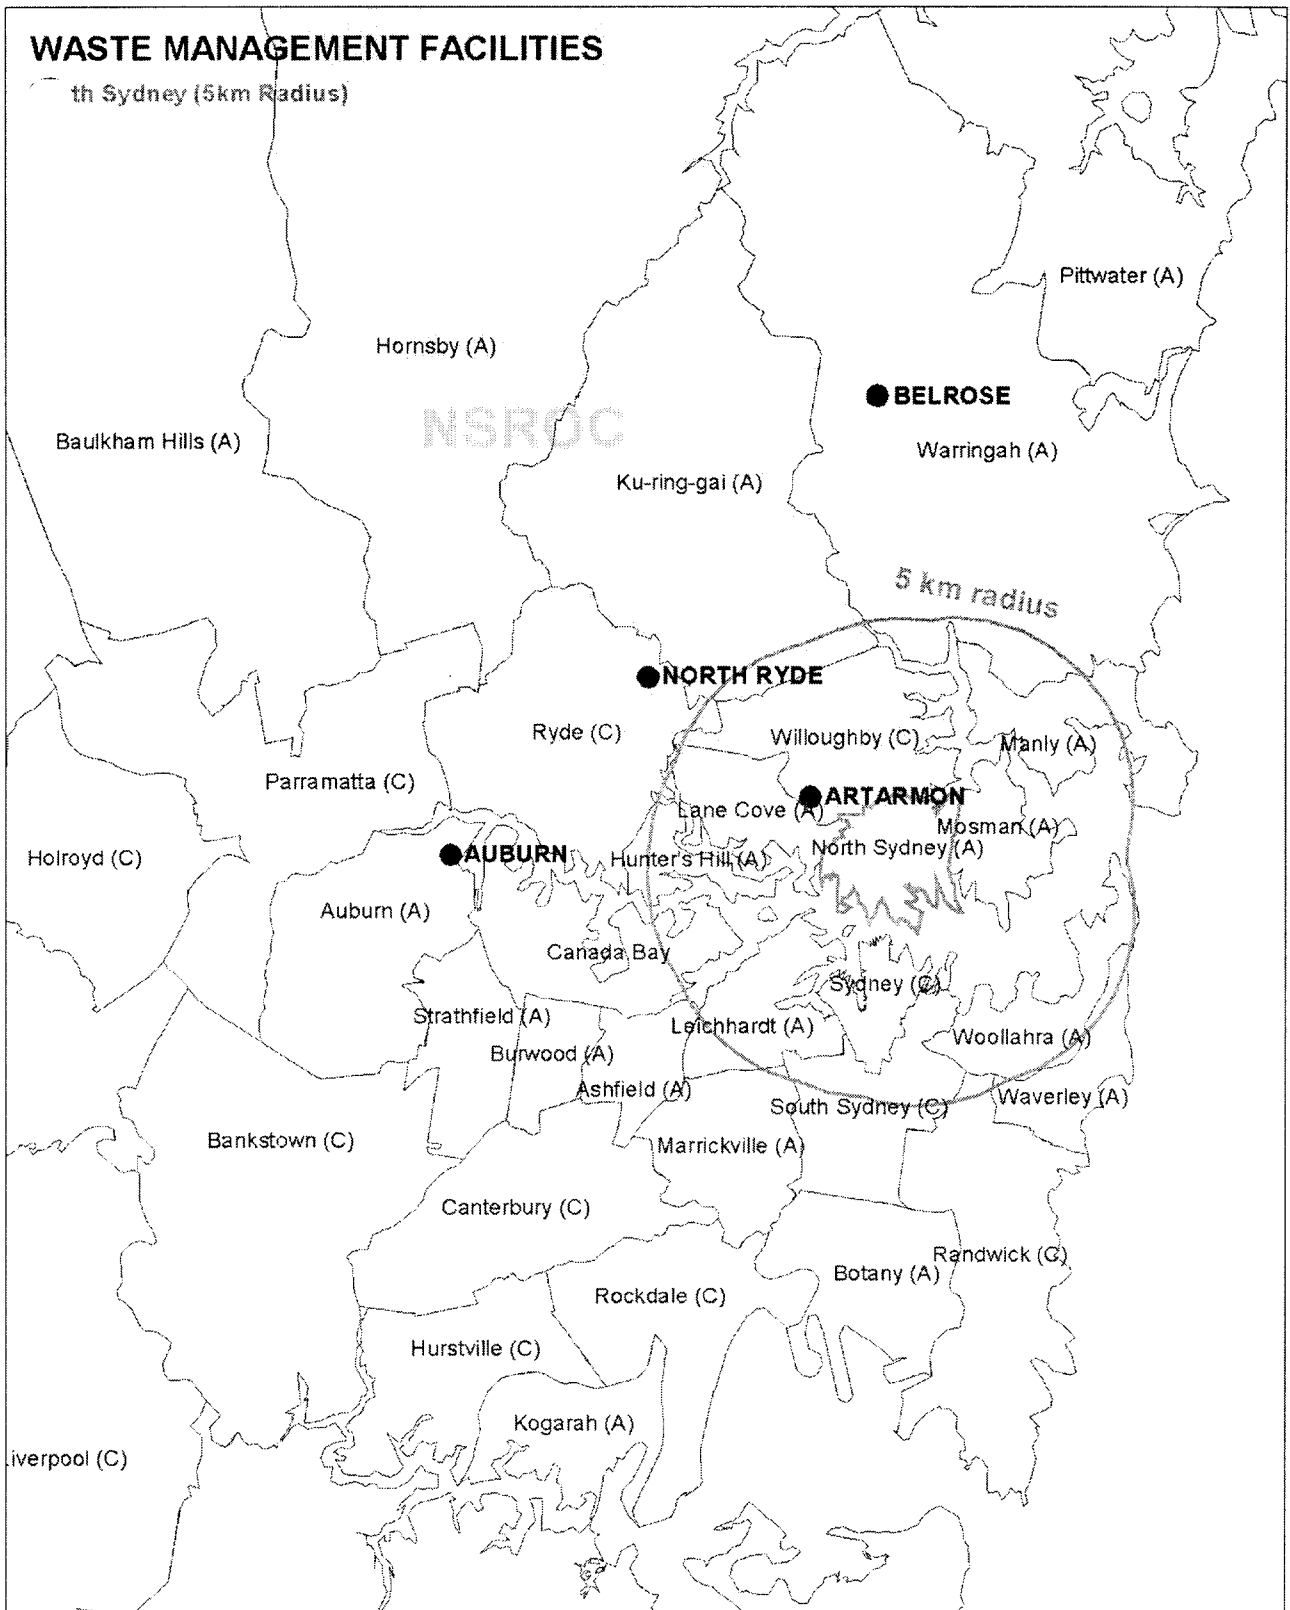 WASTE MANAGEMENT FACILITIES
th Sydney (5km Radius)
Pittwater (A)
Hornsby (A)
BELROSE
NSROC
Baulkham Hills (A)
Warringah (A)
Ku-ring-gai (A)
5 km radius
NORTH RYDE
Ryde (C)
Willoughby (C)
Manly (A)
Parramatta (C)
ARTARMON
Lane Cove (A)
Mosman (A)
North Sydney (A)
Holroyd (C)
AUBURN
Hunter's Hill (A)
Auburn (A)
Canada Bay
Sydney (C)
Strathfield (A)
Leichhardt (A)
Woollahra (A)
Burwood (A)
Ashfield (A)
South Sydney (C)
Waverley (A)
Bankstown (C)
Marrickville (A)
Canterbury (C)
Randwick (C)
Botany (A)
Rockdale (C)
Hurstville (C)
Kogarah (A)
iverpool (C)